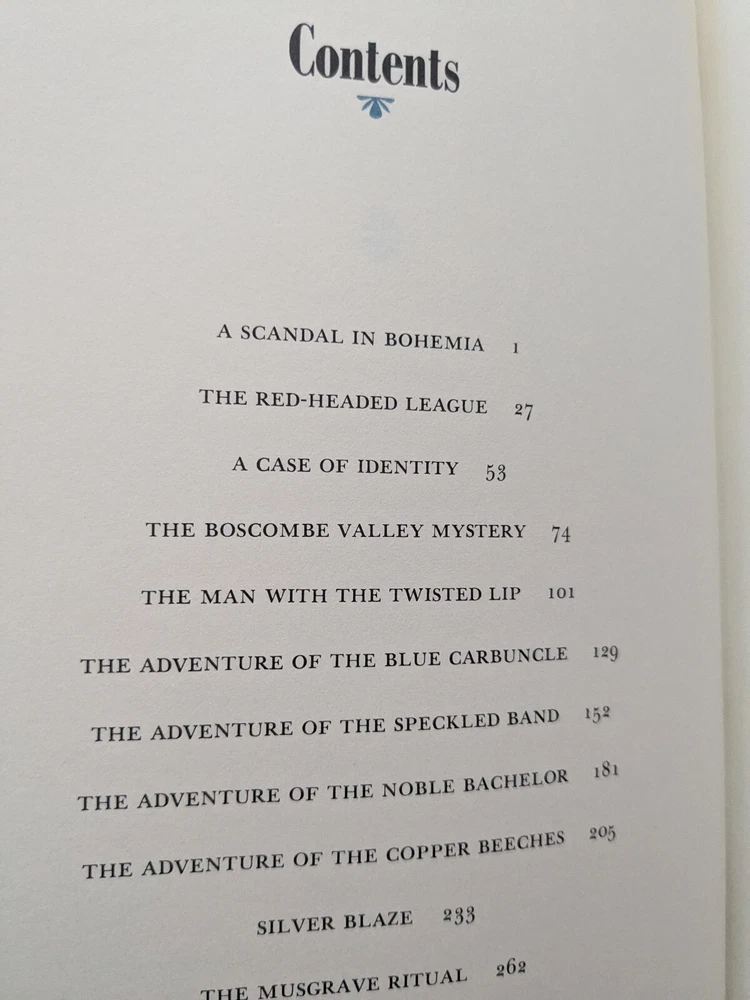 Contents
A SCANDAL IN BOHEMIA 1
THE RED-HEADED LEAGUE 27
A CASE OF IDENTITY 53
THE BOSCOMBE VALLEY MYSTERY 74
THE MAN WITH THE TWISTED LIP 101
THE ADVENTURE OF THE BLUE CARBUNCLE 129
THE ADVENTURE OF THE SPECKLED BAND 152
THE ADVENTURE OF THE NOBLE BACHELOR 181
THE ADVENTURE OF THE COPPER BEECHES 205
SILVER BLAZE 233
THE MUSGRAVE RITUAL 262